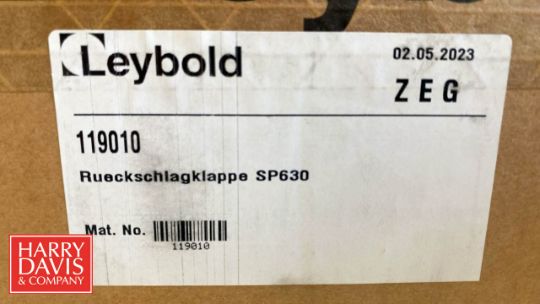 Leybold
02.05.2023
ZEG
119010
Rueckschlagklappe SP630
Mat. No.
119010
HARRY
DAVIS
& COMPANY